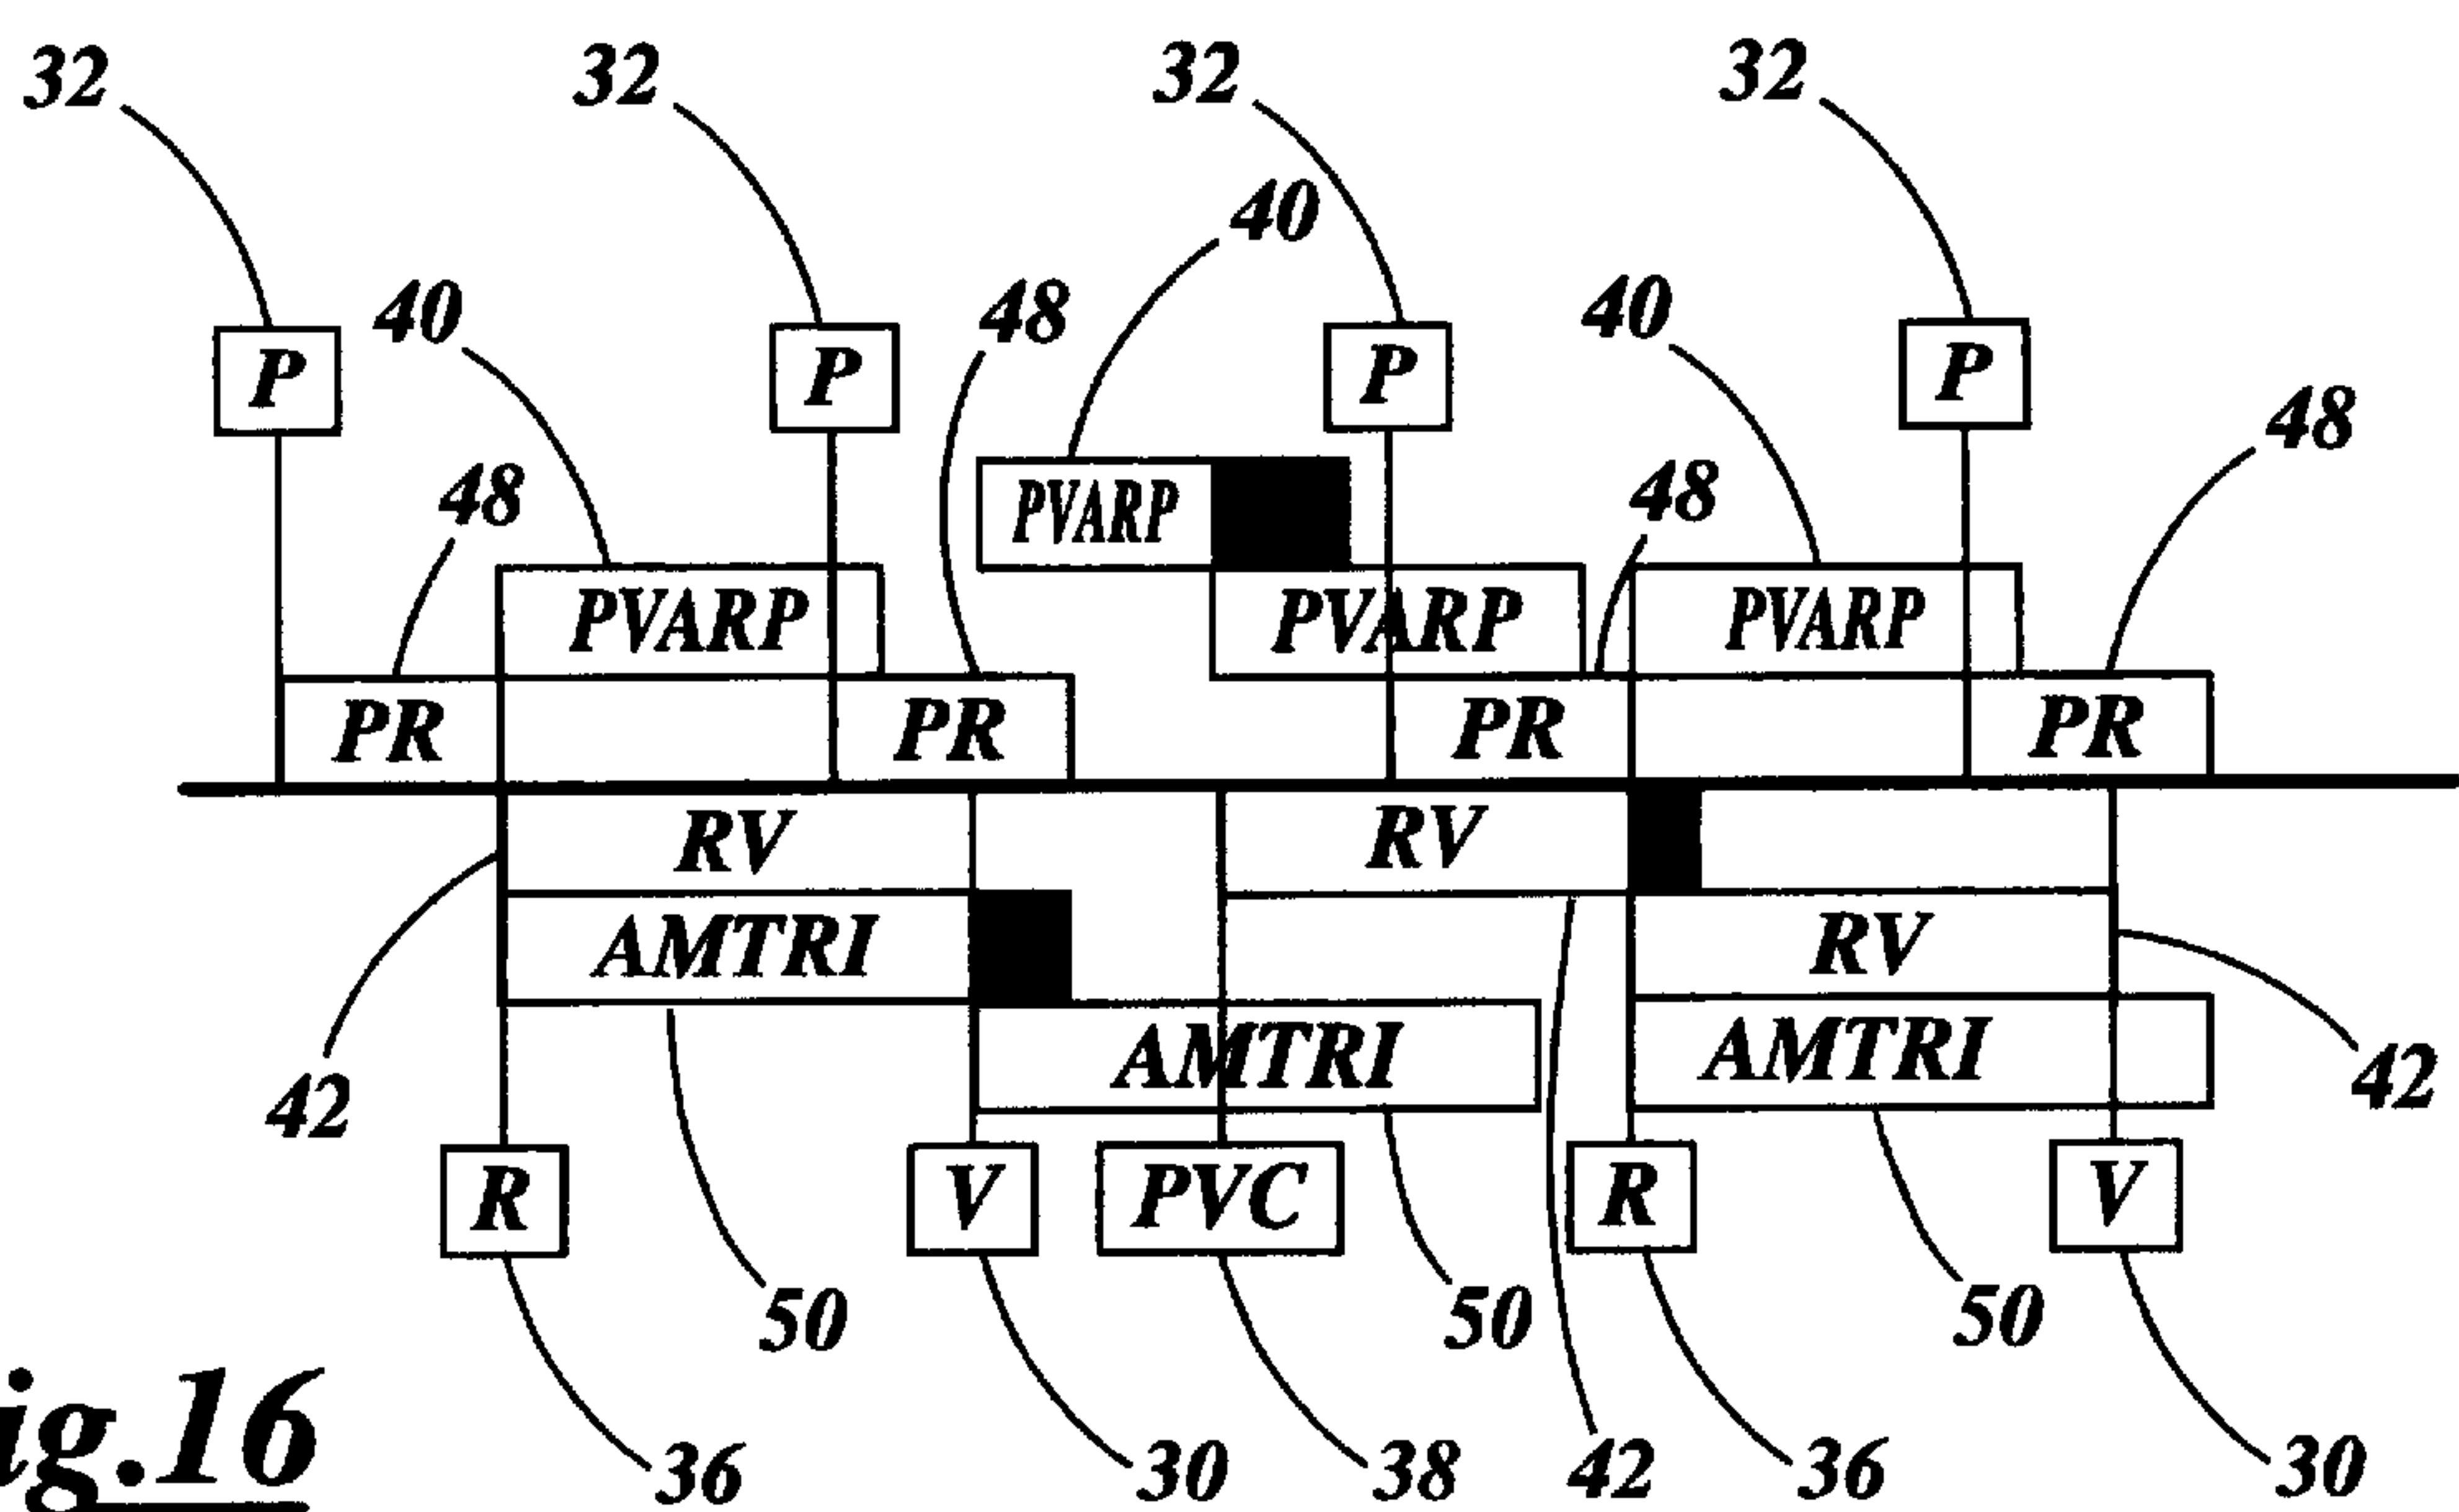 32 32 32 32
40
40 48 40
P P P P
48
48 PVARP 48
PVARP PVARP PVARP
PR PR PR PR
RV RV
AMTRI RV
AMTRI AMTRI
42 42
R V PVC R V
50 50 50
36 30 38 42 36 30
ig.16